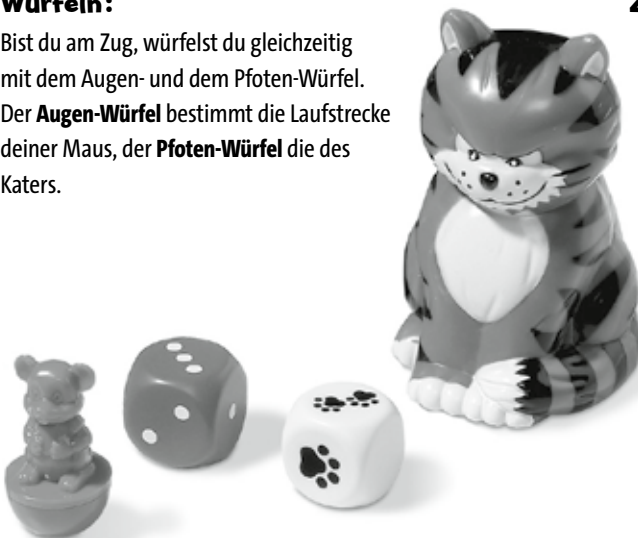 Würfeln:
2
Bist du am Zug, würfelst du gleichzeitig
mit dem Augen- und dem Pfoten-Würfel.
Der Augen-Würfel bestimmt die Laufstrecke
deiner Maus, der Pfoten-Würfel die des
Katers.